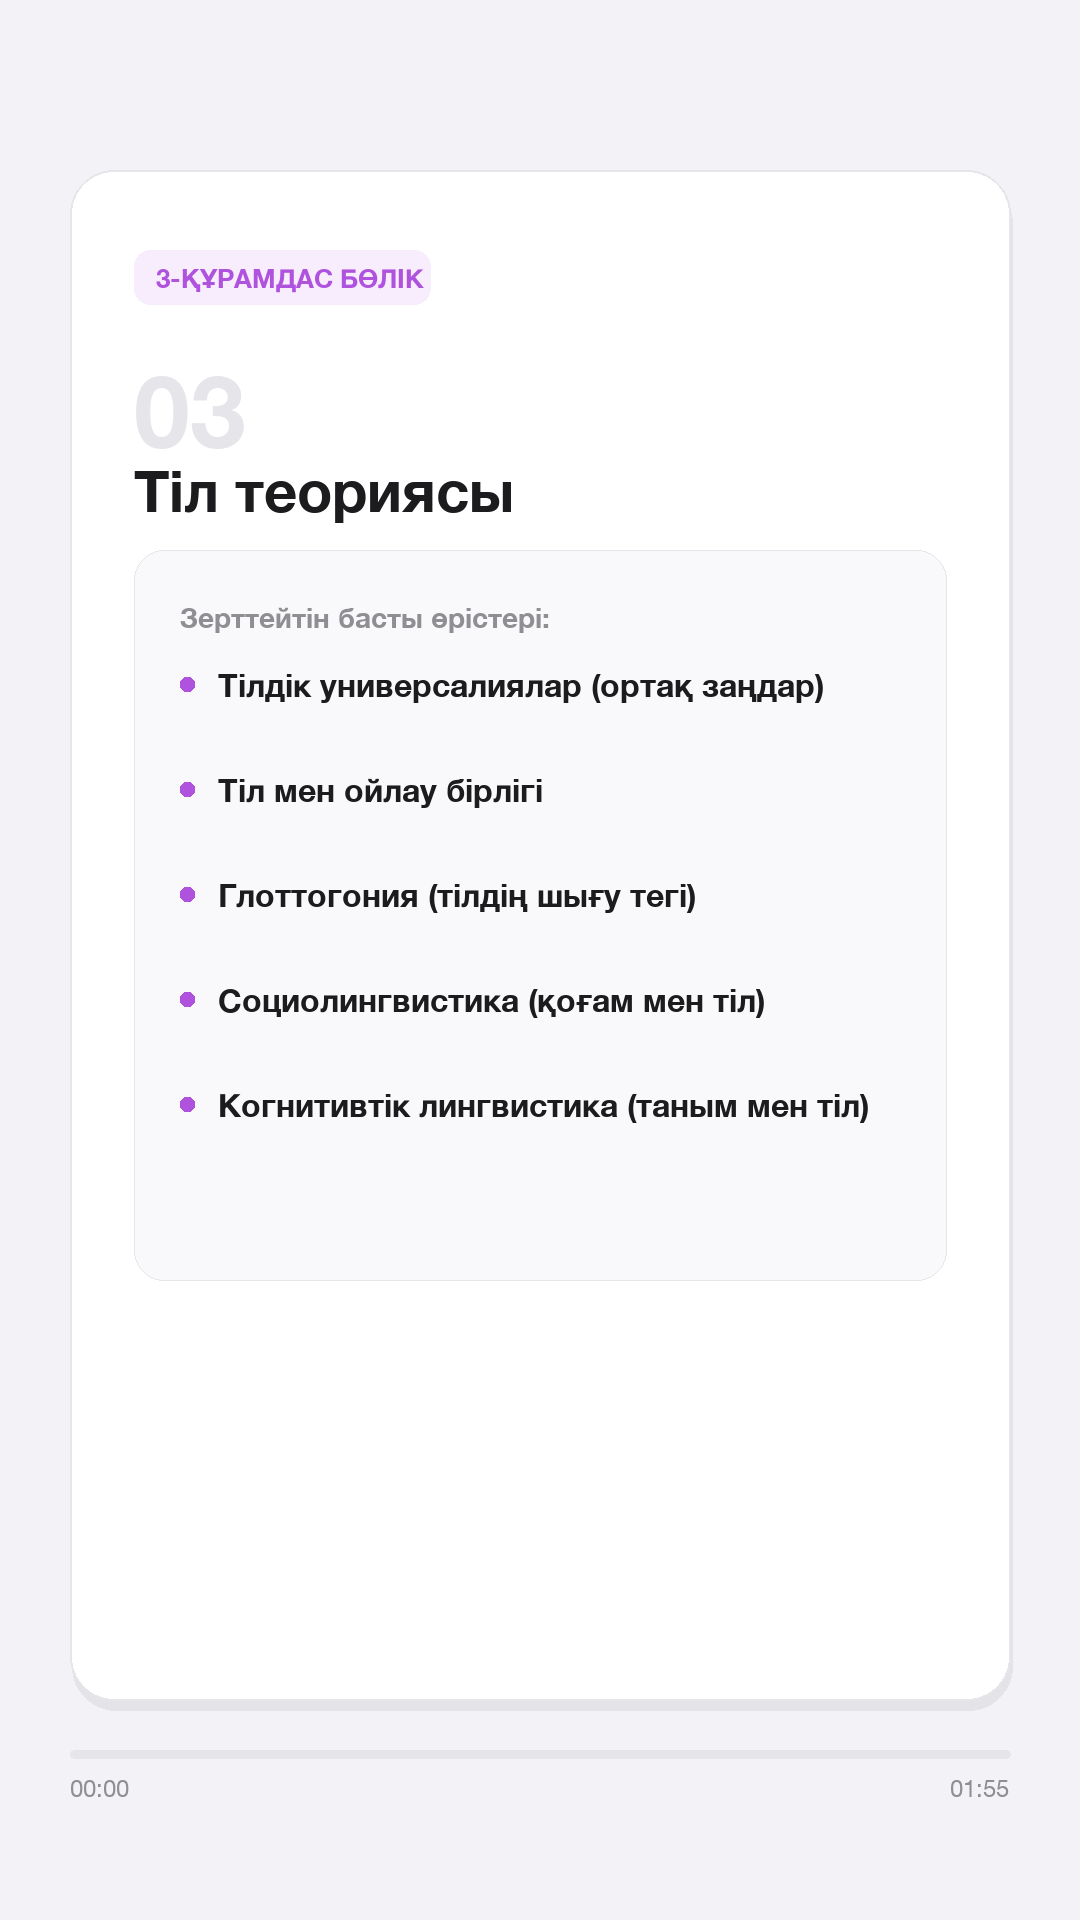 3-ҚҰРАМДАС БӨЛІК
03
Тіл теориясы
Зерттейтін басты өрістері:
Тілдік универсалиялар (ортақ заңдар)
Тіл мен ойлау бірлігі
Глоттогония (тілдің шығу тегі)
Социолингвистика (қоғам мен тіл)
Когнитивтік лингвистика (таным мен тіл)
00:00
01:55